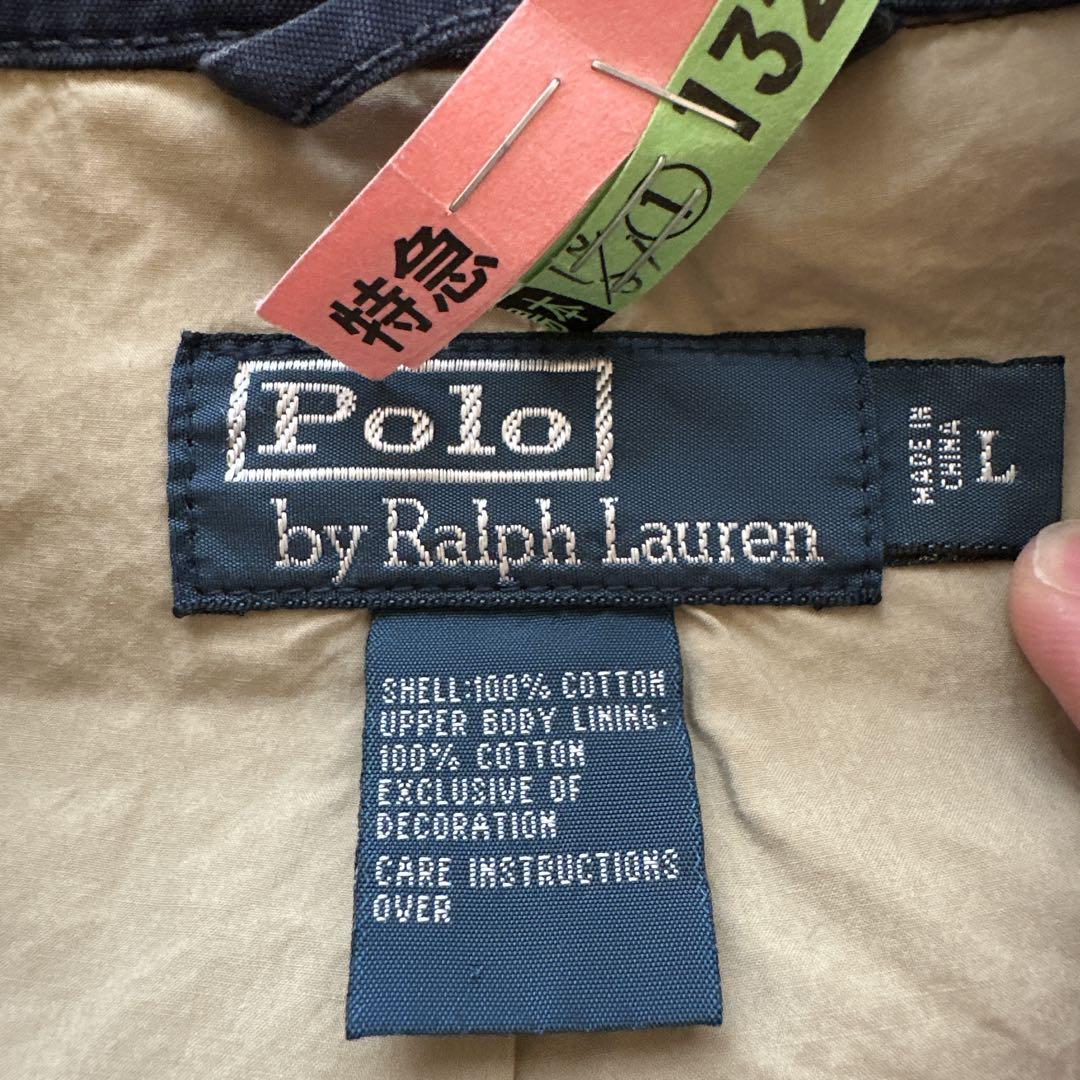 132
①
特急
Polo
by Ralph Lauren
MADE IN
CHINA
L
SHELL:100% COTTON
UPPER BODY LINING:
100% COTTON
EXCLUSIVE OF
DECORATION
CARE INSTRUCTIONS
OVER